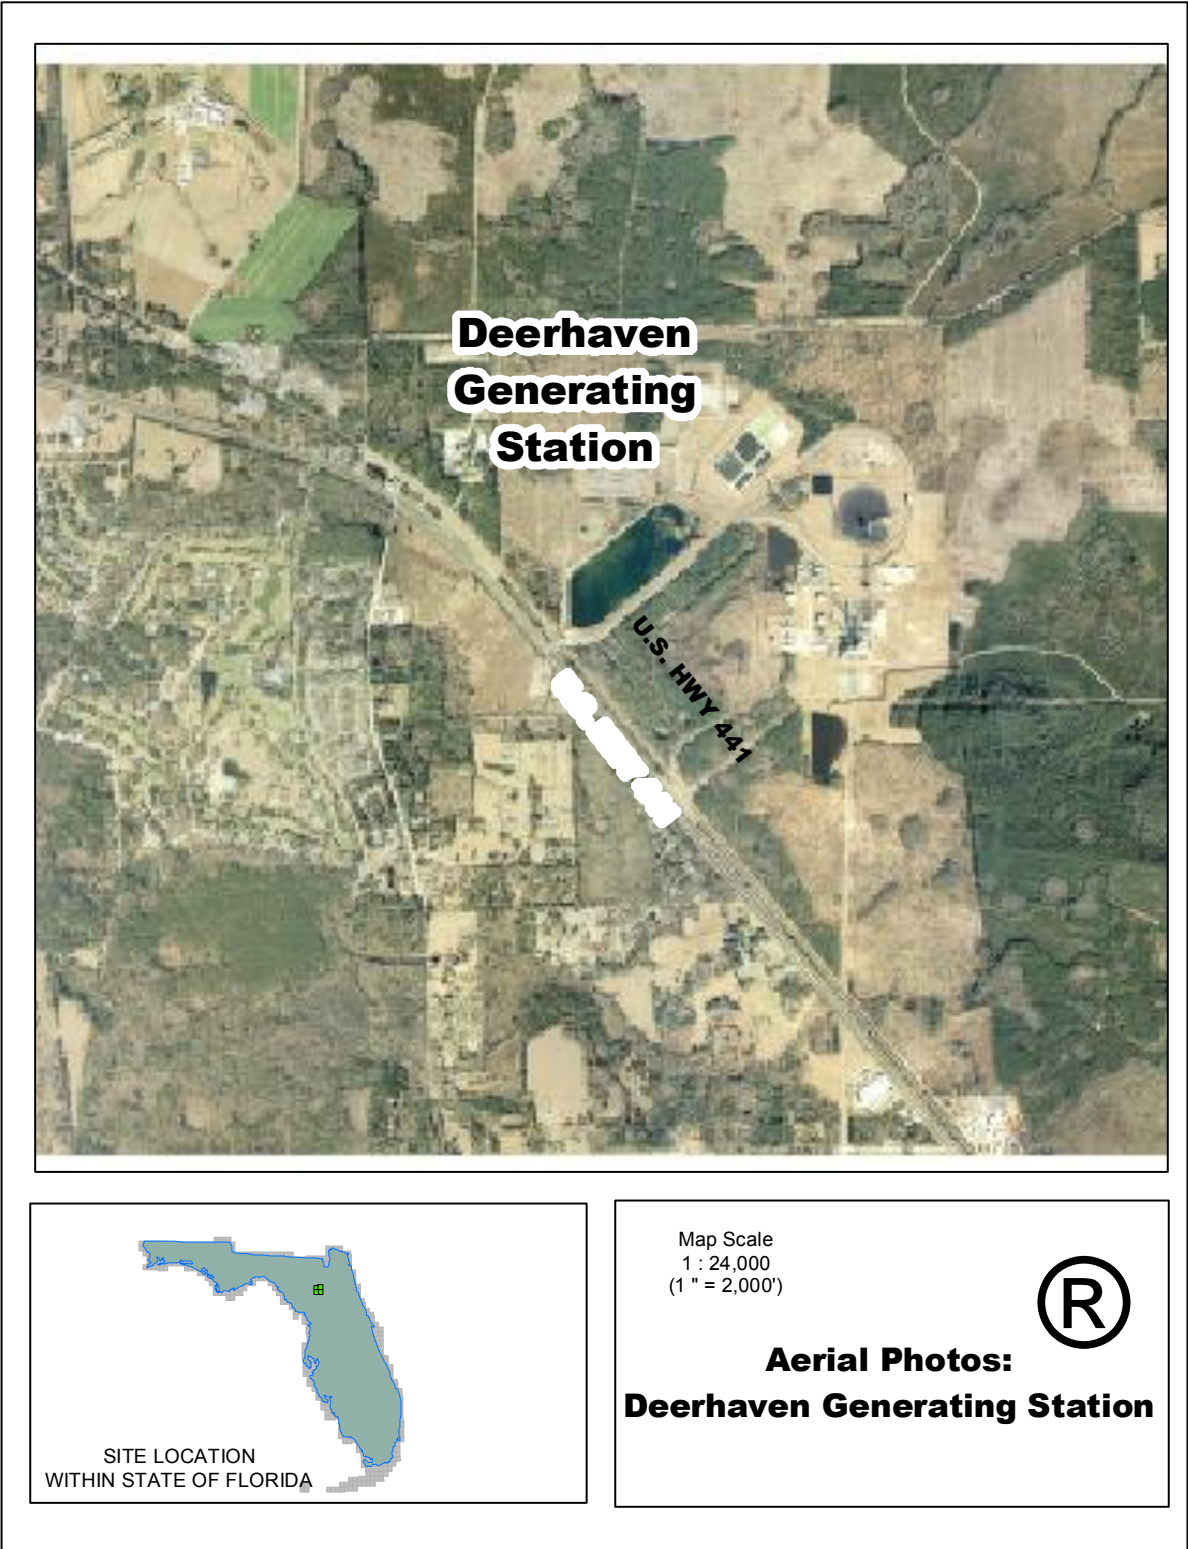 Deerhaven
Generating
Station
U.S. HWY 441
SITE LOCATION
WITHIN STATE OF FLORIDA
Map Scale
1 : 24,000
(1 " = 2,000')
®
Aerial Photos:
Deerhaven Generating Station